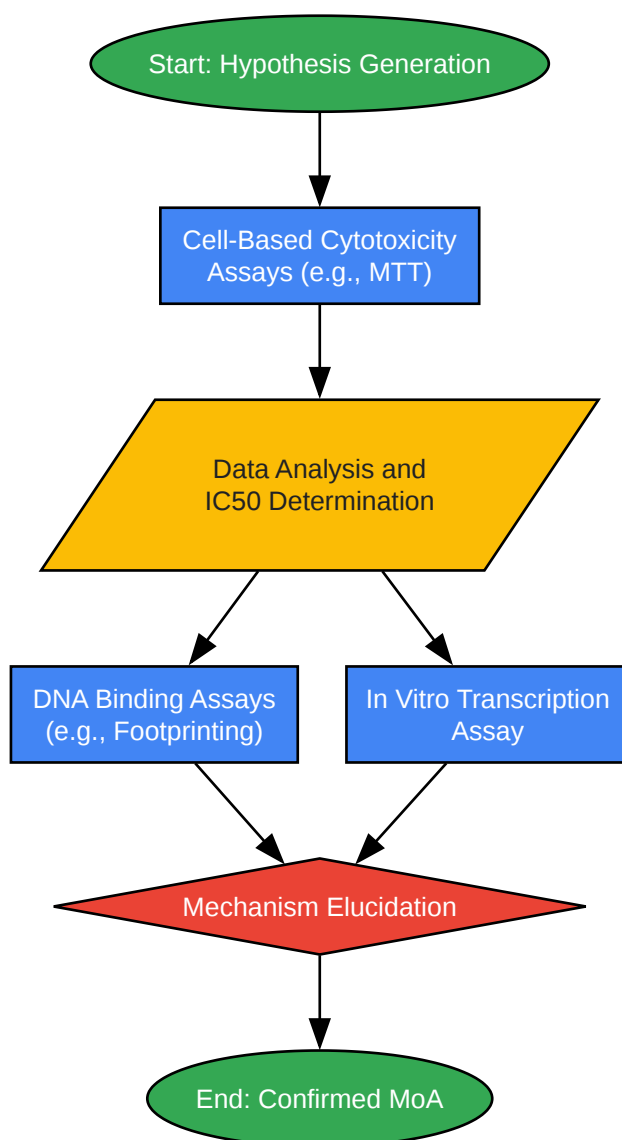 Start: Hypothesis Generation
Cell-Based Cytotoxicity
Assays (e.g., MTT)
Data Analysis and
IC50 Determination
DNA Binding Assays
(e.g., Footprinting)
In Vitro Transcription
Assay
Mechanism Elucidation
End: Confirmed MoA